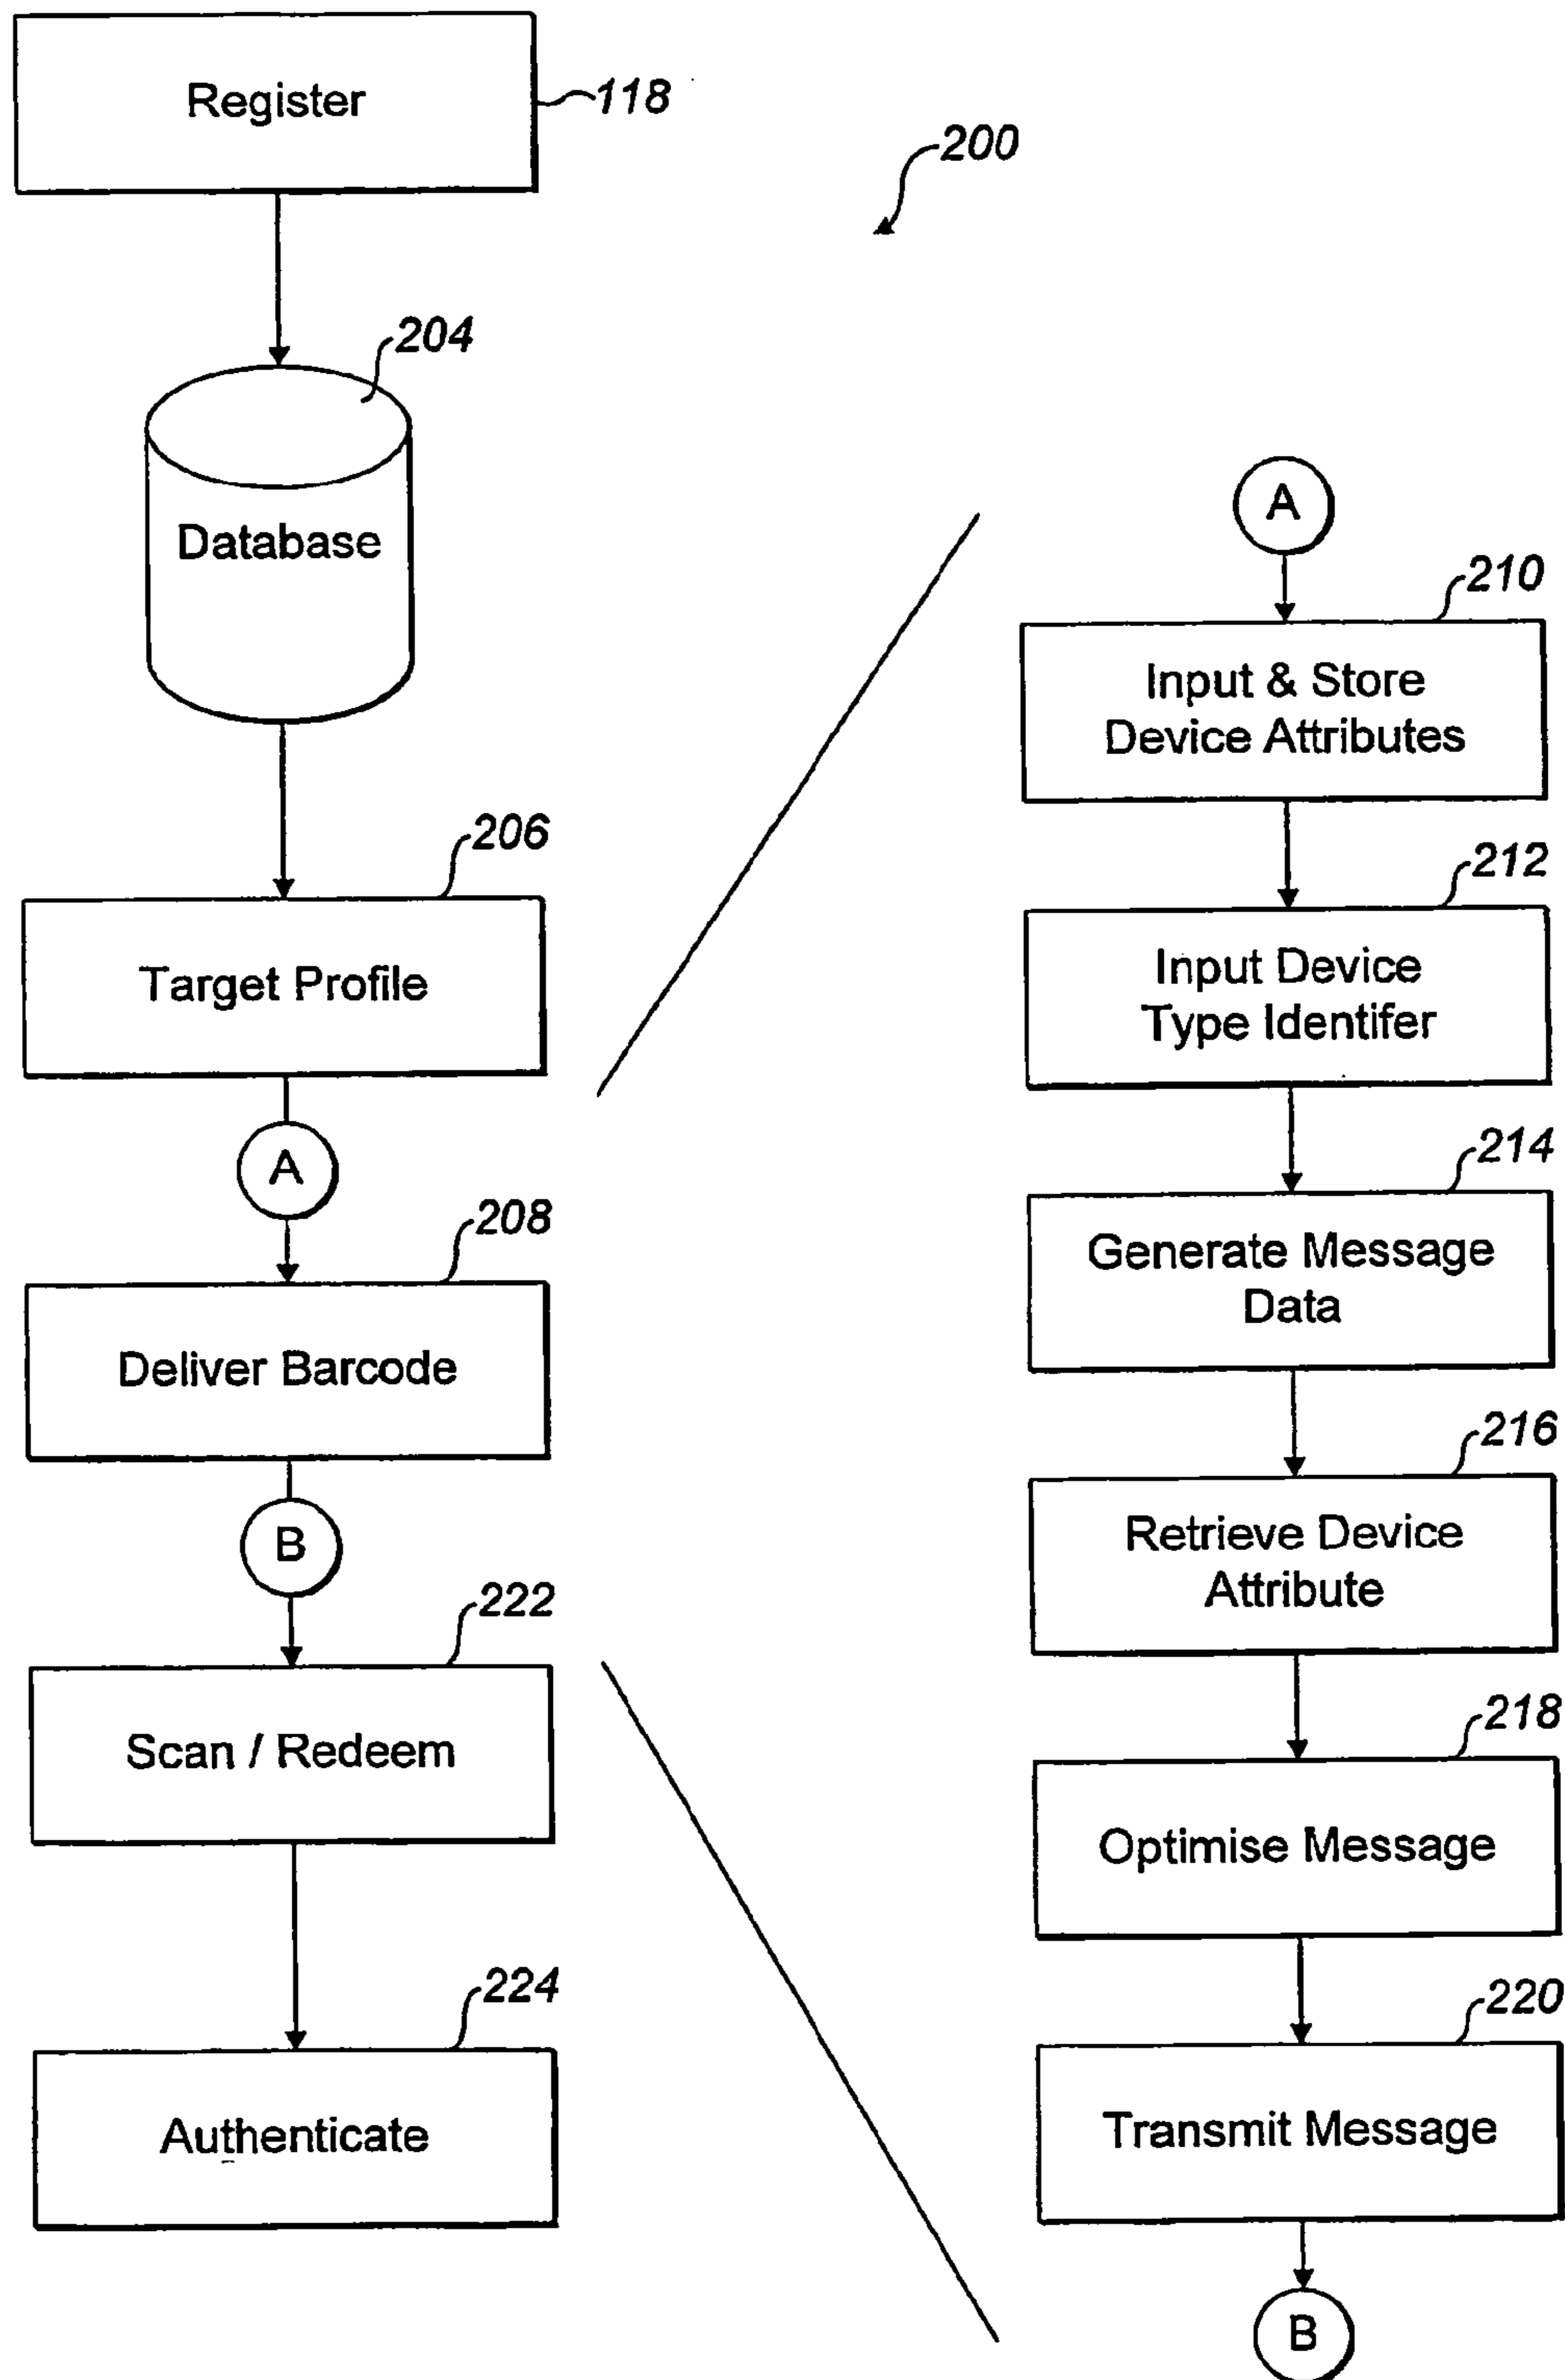 Register
118
200
204
Database
206
Target Profile
A
208
Deliver Barcode
B
222
Scan / Redeem
224
Authenticate
A
210
Input & Store
Device Attributes
212
Input Device
Type Identifer
214
Generate Message
Data
216
Retrieve Device
Attribute
218
Optimise Message
220
Transmit Message
B